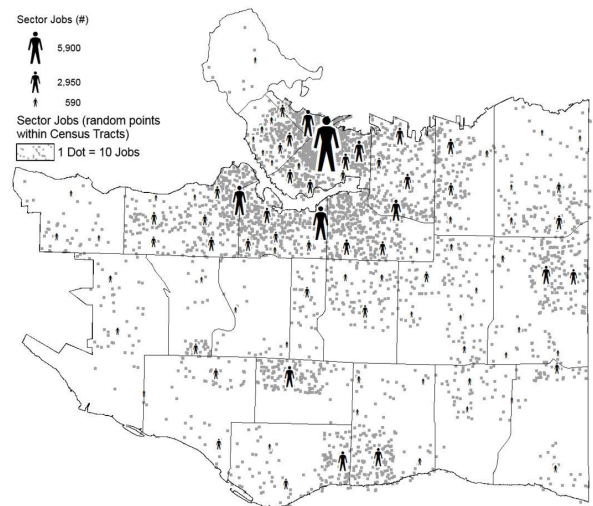 Sector Jobs (#)
5,900
2,950
590
Sector Jobs (random points
within Census Tracts)
1 Dot = 10 Jobs